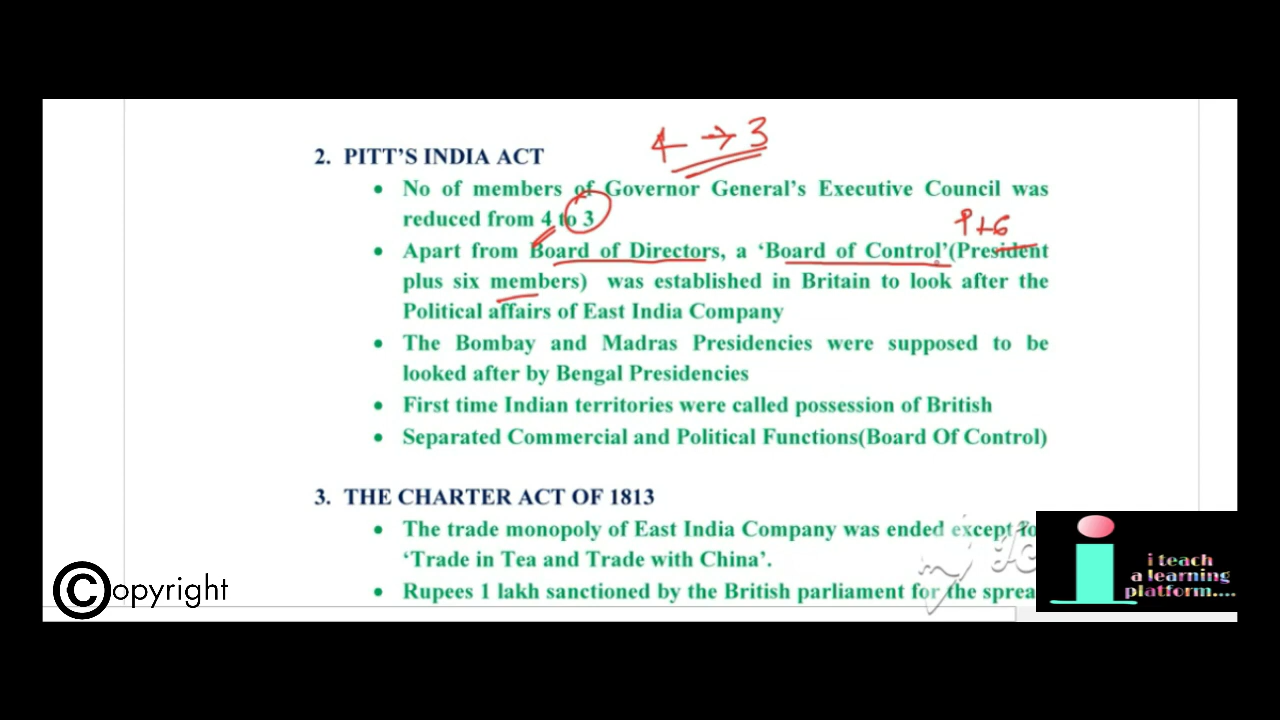 4 → 3
2. PITT'S INDIA ACT
• No of members of Governor General's Executive Council was
reduced from 4 to 3
P+6
• Apart from Board of Directors, a ‘Board of Control’(President
plus six members) was established in Britain to look after the
Political affairs of East India Company
• The Bombay and Madras Presidencies were supposed to be
looked after by Bengal Presidencies
• First time Indian territories were called possession of British
• Separated Commercial and Political Functions(Board Of Control)
3. THE CHARTER ACT OF 1813
• The trade monopoly of East India Company was ended except
‘Trade in Tea and Trade with China’.
• Rupees 1 lakh sanctioned by the British parliament for the
i teach
a learning
platform....
©opyright